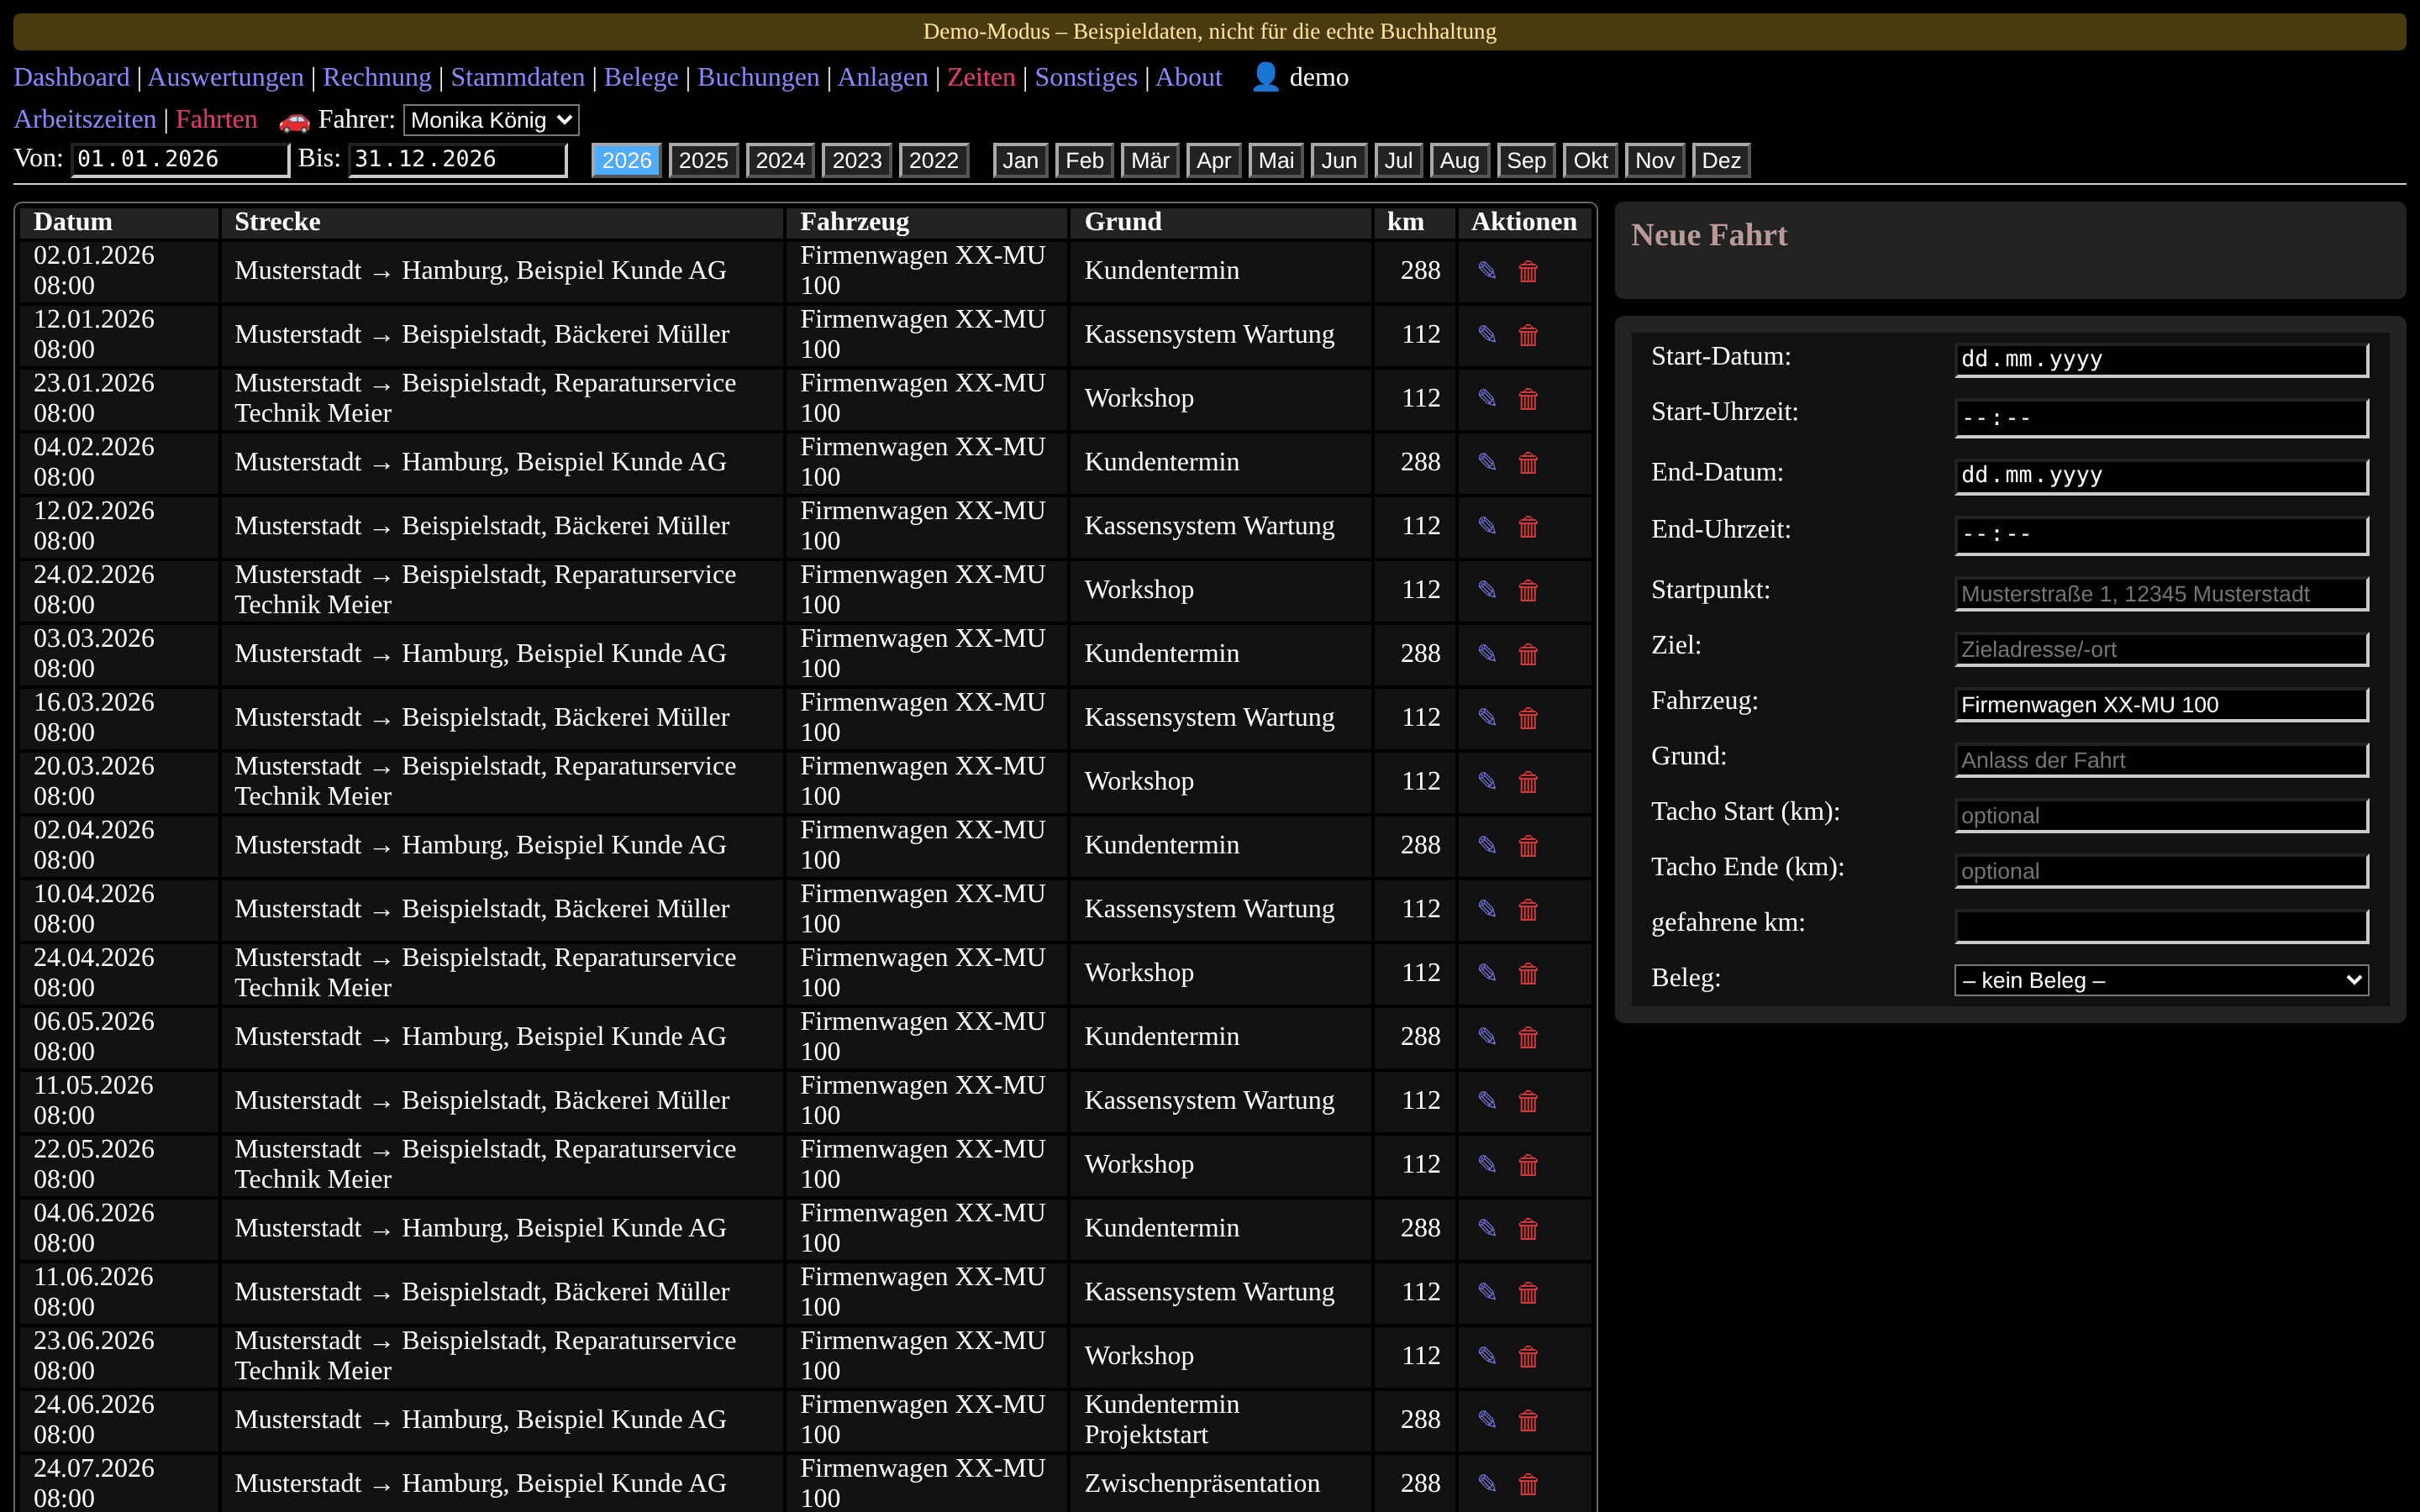 Demo-Modus – Beispieldaten, nicht für die echte Buchhaltung
Dashboard | Auswertungen | Rechnung | Stammdaten | Belege | Buchungen | Anlagen | Zeiten | Sonstiges | About 👤 demo
Arbeitszeiten | Fahrten 🚗 Fahrer: Monika König
Von: 01.01.2026 Bis: 31.12.2026 2026 2025 2024 2023 2022 Jan Feb Mär Apr Mai Jun Jul Aug Sep Okt Nov Dez
Datum Strecke Fahrzeug Grund km Aktionen
02.01.2026 08:00 Musterstadt → Hamburg, Beispiel Kunde AG Firmenwagen XX-MU 100 Kundentermin 288 ✎ 🗑
12.01.2026 08:00 Musterstadt → Beispielstadt, Bäckerei Müller Firmenwagen XX-MU 100 Kassensystem Wartung 112 ✎ 🗑
23.01.2026 08:00 Musterstadt → Beispielstadt, Reparaturservice Technik Meier Firmenwagen XX-MU 100 Workshop 112 ✎ 🗑
04.02.2026 08:00 Musterstadt → Hamburg, Beispiel Kunde AG Firmenwagen XX-MU 100 Kundentermin 288 ✎ 🗑
12.02.2026 08:00 Musterstadt → Beispielstadt, Bäckerei Müller Firmenwagen XX-MU 100 Kassensystem Wartung 112 ✎ 🗑
24.02.2026 08:00 Musterstadt → Beispielstadt, Reparaturservice Technik Meier Firmenwagen XX-MU 100 Workshop 112 ✎ 🗑
03.03.2026 08:00 Musterstadt → Hamburg, Beispiel Kunde AG Firmenwagen XX-MU 100 Kundentermin 288 ✎ 🗑
16.03.2026 08:00 Musterstadt → Beispielstadt, Bäckerei Müller Firmenwagen XX-MU 100 Kassensystem Wartung 112 ✎ 🗑
20.03.2026 08:00 Musterstadt → Beispielstadt, Reparaturservice Technik Meier Firmenwagen XX-MU 100 Workshop 112 ✎ 🗑
02.04.2026 08:00 Musterstadt → Hamburg, Beispiel Kunde AG Firmenwagen XX-MU 100 Kundentermin 288 ✎ 🗑
10.04.2026 08:00 Musterstadt → Beispielstadt, Bäckerei Müller Firmenwagen XX-MU 100 Kassensystem Wartung 112 ✎ 🗑
24.04.2026 08:00 Musterstadt → Beispielstadt, Reparaturservice Technik Meier Firmenwagen XX-MU 100 Workshop 112 ✎ 🗑
06.05.2026 08:00 Musterstadt → Hamburg, Beispiel Kunde AG Firmenwagen XX-MU 100 Kundentermin 288 ✎ 🗑
11.05.2026 08:00 Musterstadt → Beispielstadt, Bäckerei Müller Firmenwagen XX-MU 100 Kassensystem Wartung 112 ✎ 🗑
22.05.2026 08:00 Musterstadt → Beispielstadt, Reparaturservice Technik Meier Firmenwagen XX-MU 100 Workshop 112 ✎ 🗑
04.06.2026 08:00 Musterstadt → Hamburg, Beispiel Kunde AG Firmenwagen XX-MU 100 Kundentermin 288 ✎ 🗑
11.06.2026 08:00 Musterstadt → Beispielstadt, Bäckerei Müller Firmenwagen XX-MU 100 Kassensystem Wartung 112 ✎ 🗑
23.06.2026 08:00 Musterstadt → Beispielstadt, Reparaturservice Technik Meier Firmenwagen XX-MU 100 Workshop 112 ✎ 🗑
24.06.2026 08:00 Musterstadt → Hamburg, Beispiel Kunde AG Firmenwagen XX-MU 100 Kundentermin Projektstart 288 ✎ 🗑
24.07.2026 08:00 Musterstadt → Hamburg, Beispiel Kunde AG Firmenwagen XX-MU 100 Zwischenpräsentation 288 ✎ 🗑
Neue Fahrt
Start-Datum: dd.mm.yyyy
Start-Uhrzeit: --:--
End-Datum: dd.mm.yyyy
End-Uhrzeit: --:--
Startpunkt: Musterstraße 1, 12345 Musterstadt
Ziel: Zieladresse/-ort
Fahrzeug: Firmenwagen XX-MU 100
Grund: Anlass der Fahrt
Tacho Start (km): optional
Tacho Ende (km): optional
gefahrene km:
Beleg: – kein Beleg –